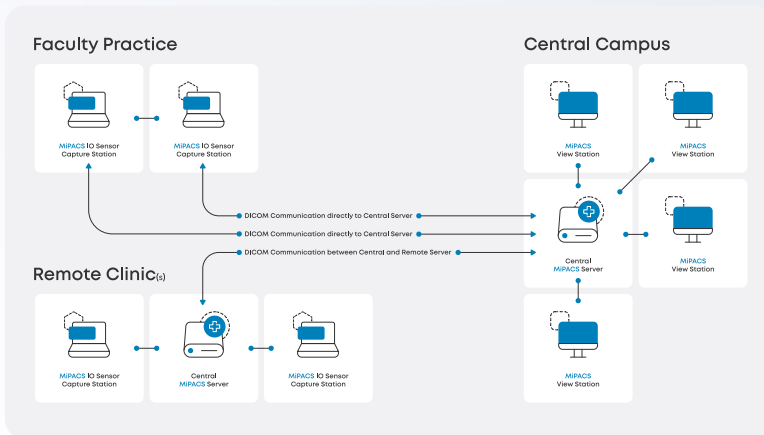 Faculty Practice
MiPACS IO Sensor
Capture Station
MiPACS IO Sensor
Capture Station
Central Campus
MiPACS
View Station
MiPACS
View Station
DICOM Communication directly to Central Server
DICOM Communication directly to Central Server
DICOM Communication between Central and Remote Server
Central
MiPACS Server
MiPACS
View Station
MiPACS
View Station
Remote Clinic(s)
MiPACS IO Sensor
Capture Station
Central
MiPACS Server
MiPACS IO Sensor
Capture Station